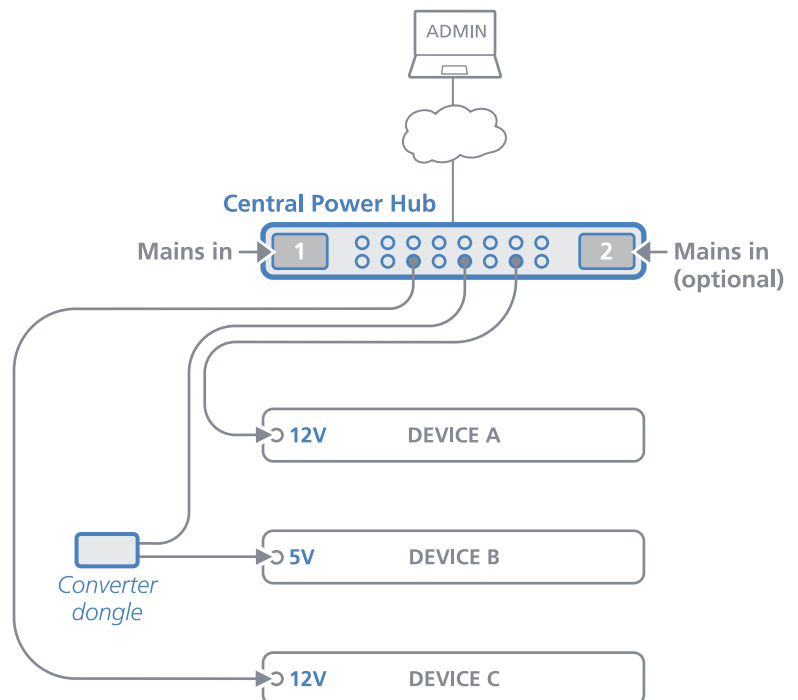 ADMIN
Central Power Hub
Mains in
1
2
Mains in
(optional)
12V DEVICE A
5V DEVICE B
Converter
dongle
12V DEVICE C